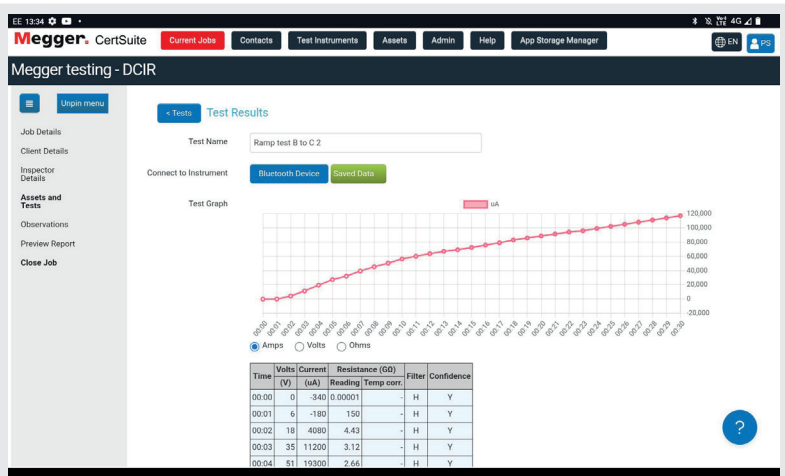 EE 13:34
4G
Megger. CertSuite
Current Jobs
Contacts
Test Instruments
Assets
Admin
Help
App Storage Manager
EN
PS
Megger testing - DCIR
Unpin menu
Job Details
Client Details
Inspector
Details
Assets and
Tests
Observations
Preview Report
Close Job
< Tests Test Results
Test Name Ramp test B to C 2
Connect to Instrument Bluetooth Device Saved Data
Test Graph
uA
120,000
100,000
80,000
60,000
40,000
20,000
0
-20,000
00:00 00:01 00:02 00:03 00:04 00:05 00:06 00:07 00:08 00:09 00:10 00:11 00:12 00:13 00:14 00:15 00:16 00:17 00:18 00:19 00:20 00:21 00:22 00:23 00:24 00:25 00:26 00:27 00:28 00:29 00:30
Amps Volts Ohms
Time Volts Current Resistance (GΩ) Filter Confidence
(V) (uA) Reading Temp corr.
00:00 0 -340 0.00001 - H Y
00:01 6 -180 150 - H Y
00:02 18 4080 4.43 - H Y
00:03 35 11200 3.12 - H Y
00:04 51 19300 2.66 - H Y
?